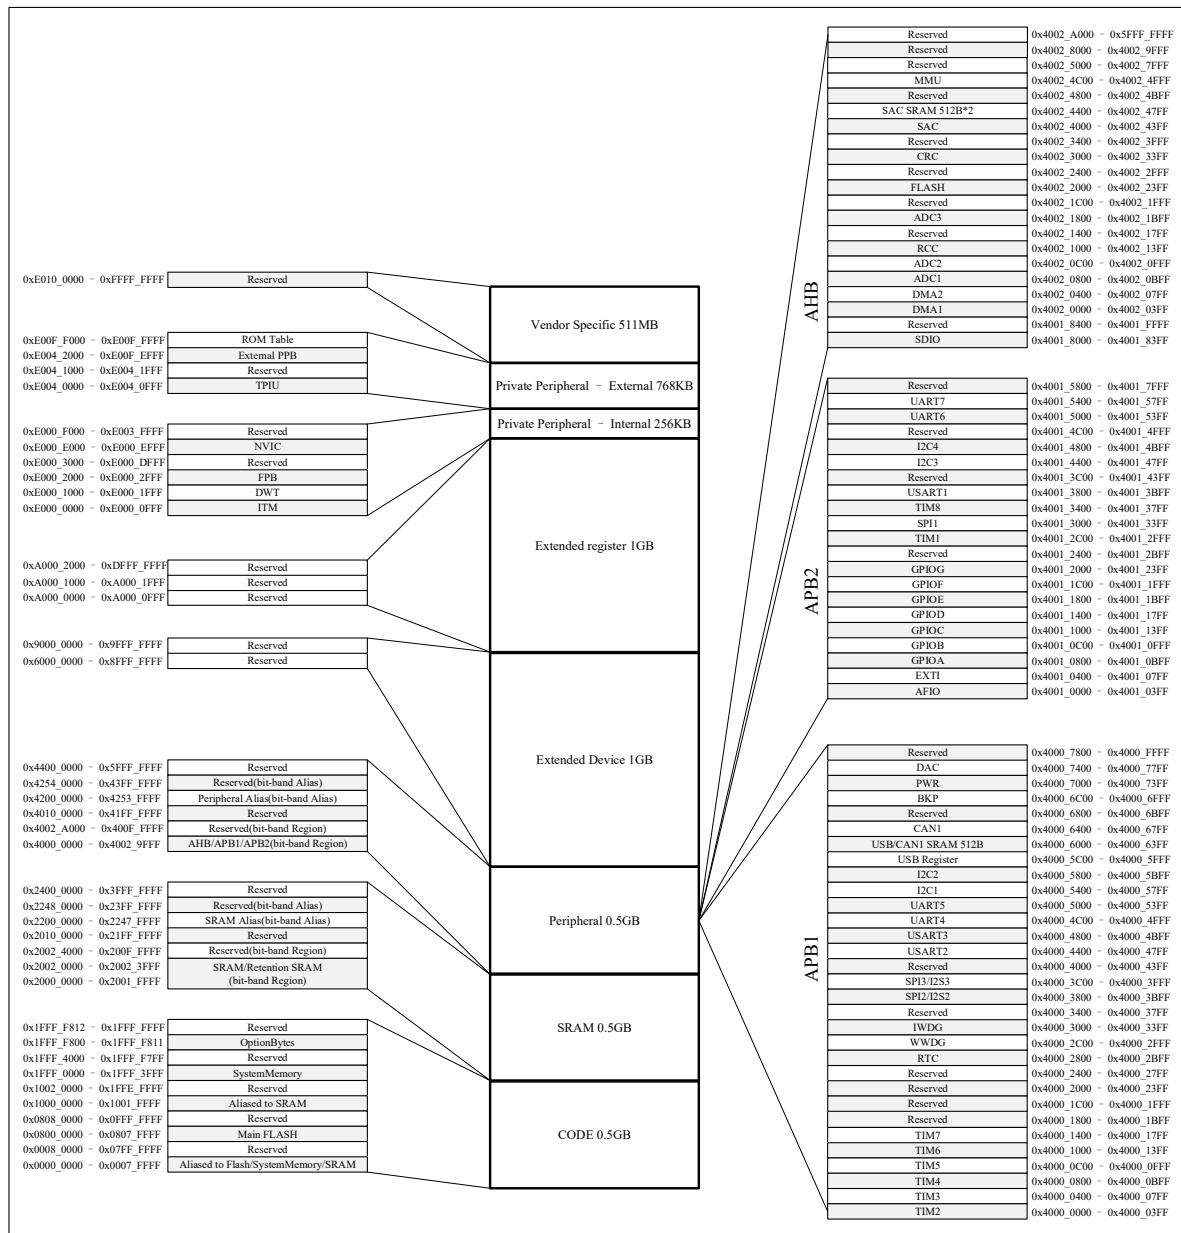 0xE010_0000 - 0xFFFF_FFFF Reserved
0xE00F_F000 - 0xE00F_FFFF ROM Table
0xE004_2000 - 0xE00F_EFFF External PPB
0xE004_1000 - 0xE004_1FFF Reserved
0xE004_0000 - 0xE004_0FFF TPIU
0xE000_F000 - 0xE003_FFFF Reserved
0xE000_E000 - 0xE000_EFFF NVIC
0xE000_3000 - 0xE000_DFFF Reserved
0xE000_2000 - 0xE000_2FFF FPB
0xE000_1000 - 0xE000_1FFF DWT
0xE000_0000 - 0xE000_0FFF ITM
0xA000_2000 - 0xDFFF_FFFF Reserved
0xA000_1000 - 0xA000_1FFF Reserved
0xA000_0000 - 0xA000_0FFF Reserved
0x9000_0000 - 0x9FFF_FFFF Reserved
0x6000_0000 - 0x8FFF_FFFF Reserved
0x4400_0000 - 0x5FFF_FFFF Reserved
0x4254_0000 - 0x43FF_FFFF Reserved(bit-band Alias)
0x4200_0000 - 0x4253_FFFF Peripheral Alias(bit-band Alias)
0x4010_0000 - 0x41FF_FFFF Reserved
0x4002_A000 - 0x400F_FFFF Reserved(bit-band Region)
0x4000_0000 - 0x4002_9FFF AHB/APB1/APB2(bit-band Region)
0x2400_0000 - 0x3FFF_FFFF Reserved
0x2248_0000 - 0x23FF_FFFF Reserved(bit-band Alias)
0x2200_0000 - 0x2247_FFFF SRAM Alias(bit-band Alias)
0x2010_0000 - 0x21FF_FFFF Reserved
0x2002_4000 - 0x200F_FFFF Reserved(bit-band Region)
0x2002_0000 - 0x2002_3FFF SRAM/Retention SRAM
0x2000_0000 - 0x2001_FFFF (bit-band Region)
0x1FFF_F812 - 0x1FFF_FFFF Reserved
0x1FFF_F800 - 0x1FFF_F811 OptionBytes
0x1FFF_4000 - 0x1FFF_F7FF Reserved
0x1FFF_0000 - 0x1FFF_3FFF SystemMemory
0x1002_0000 - 0x1FFE_FFFF Reserved
0x1000_0000 - 0x1001_FFFF Aliased to SRAM
0x0808_0000 - 0x0FFF_FFFF Reserved
0x0800_0000 - 0x0807_FFFF Main FLASH
0x0008_0000 - 0x07FF_FFFF Reserved
0x0000_0000 - 0x0007_FFFF Aliased to Flash/SystemMemory/SRAM
Vendor Specific 511MB
Private Peripheral - External 768KB
Private Peripheral - Internal 256KB
Extended register 1GB
Extended Device 1GB
Peripheral 0.5GB
SRAM 0.5GB
CODE 0.5GB
AHB
Reserved 0x4002_A000 - 0x5FFF_FFFF
Reserved 0x4002_8000 - 0x4002_9FFF
Reserved 0x4002_5000 - 0x4002_7FFF
MMU 0x4002_4C00 - 0x4002_4FFF
Reserved 0x4002_4800 - 0x4002_4BFF
SAC SRAM 512B*2 0x4002_4400 - 0x4002_47FF
SAC 0x4002_4000 - 0x4002_43FF
Reserved 0x4002_3400 - 0x4002_3FFF
CRC 0x4002_3000 - 0x4002_33FF
Reserved 0x4002_2400 - 0x4002_2FFF
FLASH 0x4002_2000 - 0x4002_23FF
Reserved 0x4002_1C00 - 0x4002_1FFF
ADC3 0x4002_1800 - 0x4002_1BFF
Reserved 0x4002_1400 - 0x4002_17FF
RCC 0x4002_1000 - 0x4002_13FF
ADC2 0x4002_0C00 - 0x4002_0FFF
ADC1 0x4002_0800 - 0x4002_0BFF
DMA2 0x4002_0400 - 0x4002_07FF
DMA1 0x4002_0000 - 0x4002_03FF
Reserved 0x4001_8400 - 0x4001_FFFF
SDIO 0x4001_8000 - 0x4001_83FF
APB2
Reserved 0x4001_5800 - 0x4001_7FFF
UART7 0x4001_5400 - 0x4001_57FF
UART6 0x4001_5000 - 0x4001_53FF
Reserved 0x4001_4C00 - 0x4001_4FFF
I2C4 0x4001_4800 - 0x4001_4BFF
I2C3 0x4001_4400 - 0x4001_47FF
Reserved 0x4001_3C00 - 0x4001_43FF
USART1 0x4001_3800 - 0x4001_3BFF
TIM8 0x4001_3400 - 0x4001_37FF
SPI1 0x4001_3000 - 0x4001_33FF
TIM1 0x4001_2C00 - 0x4001_2FFF
Reserved 0x4001_2400 - 0x4001_2BFF
GPIOG 0x4001_2000 - 0x4001_23FF
GPIOF 0x4001_1C00 - 0x4001_1FFF
GPIOE 0x4001_1800 - 0x4001_1BFF
GPIOD 0x4001_1400 - 0x4001_17FF
GPIOC 0x4001_1000 - 0x4001_13FF
GPIOB 0x4001_0C00 - 0x4001_0FFF
GPIOA 0x4001_0800 - 0x4001_0BFF
EXTI 0x4001_0400 - 0x4001_07FF
AFIO 0x4001_0000 - 0x4001_03FF
APB1
Reserved 0x4000_7800 - 0x4000_FFFF
DAC 0x4000_7400 - 0x4000_77FF
PWR 0x4000_7000 - 0x4000_73FF
BKP 0x4000_6C00 - 0x4000_6FFF
Reserved 0x4000_6800 - 0x4000_6BFF
CAN1 0x4000_6400 - 0x4000_67FF
USB/CAN1 SRAM 512B 0x4000_6000 - 0x4000_63FF
USB Register 0x4000_5C00 - 0x4000_5FFF
I2C2 0x4000_5800 - 0x4000_5BFF
I2C1 0x4000_5400 - 0x4000_57FF
UART5 0x4000_5000 - 0x4000_53FF
UART4 0x4000_4C00 - 0x4000_4FFF
USART3 0x4000_4800 - 0x4000_4BFF
USART2 0x4000_4400 - 0x4000_47FF
Reserved 0x4000_4000 - 0x4000_43FF
SPI3/I2S3 0x4000_3C00 - 0x4000_3FFF
SPI2/I2S2 0x4000_3800 - 0x4000_3BFF
Reserved 0x4000_3400 - 0x4000_37FF
IWDG 0x4000_3000 - 0x4000_33FF
WWDG 0x4000_2C00 - 0x4000_2FFF
RTC 0x4000_2800 - 0x4000_2BFF
Reserved 0x4000_2400 - 0x4000_27FF
Reserved 0x4000_2000 - 0x4000_23FF
Reserved 0x4000_1C00 - 0x4000_1FFF
Reserved 0x4000_1800 - 0x4000_1BFF
TIM7 0x4000_1400 - 0x4000_17FF
TIM6 0x4000_1000 - 0x4000_13FF
TIM5 0x4000_0C00 - 0x4000_0FFF
TIM4 0x4000_0800 - 0x4000_0BFF
TIM3 0x4000_0400 - 0x4000_07FF
TIM2 0x4000_0000 - 0x4000_03FF